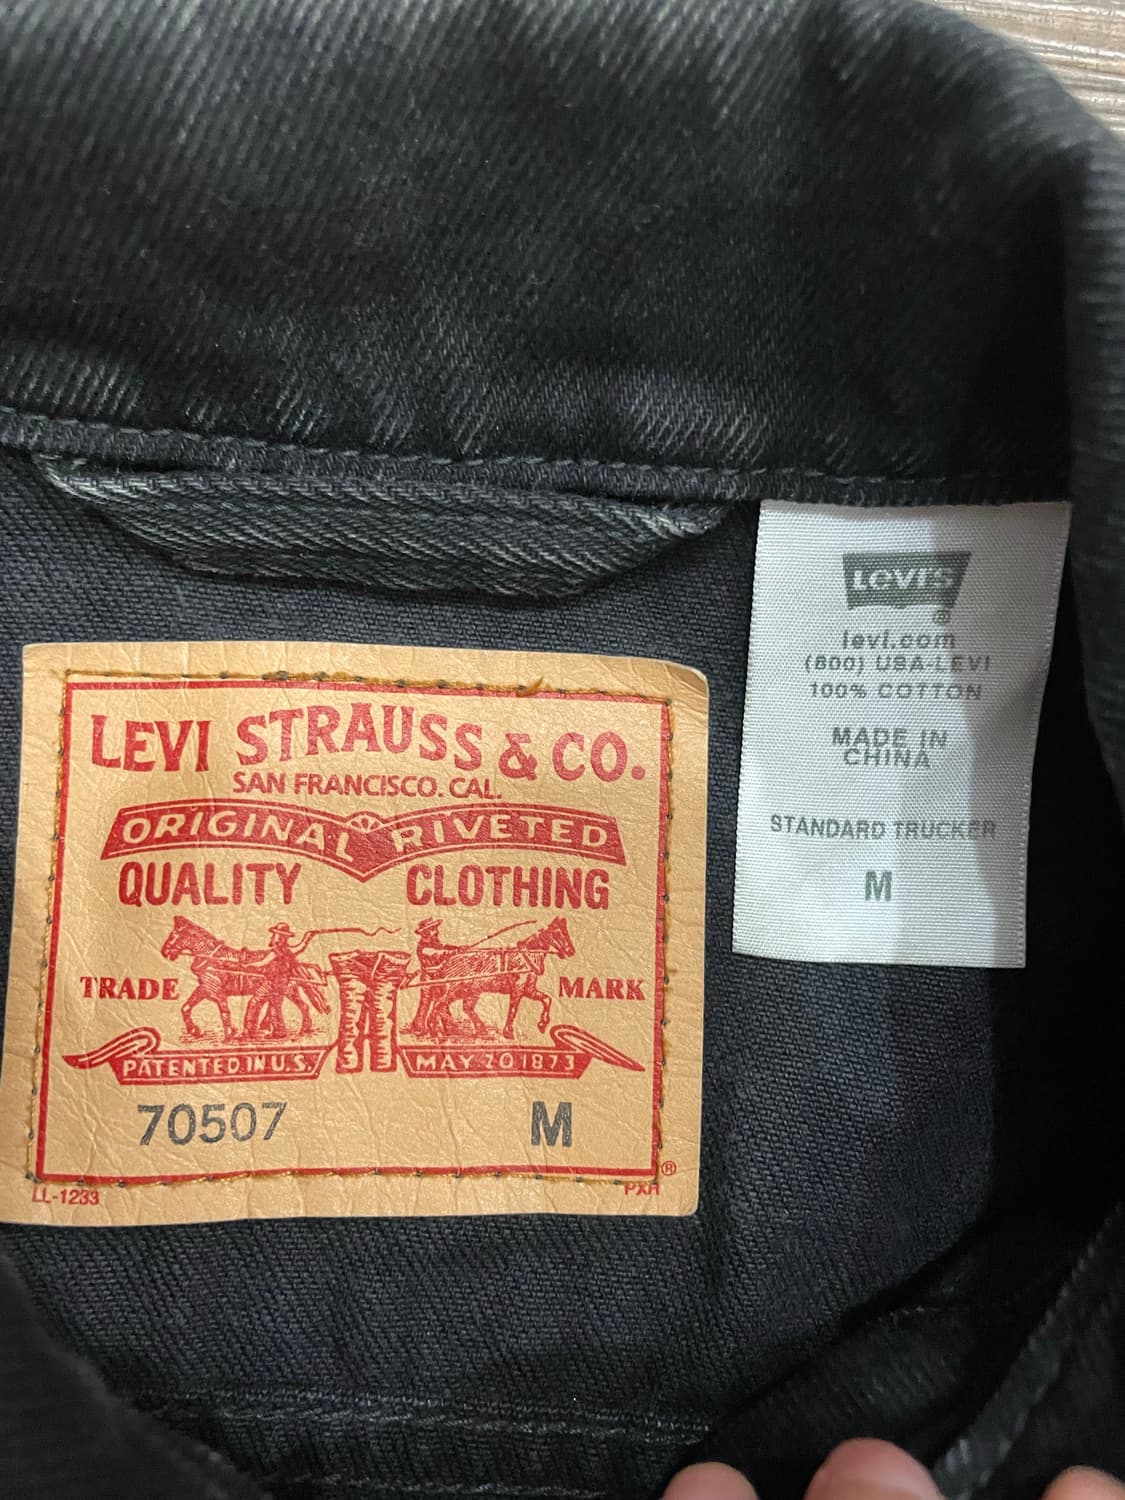 LEVI STRAUSS & CO.
SAN FRANCISCO. CAL.
ORIGINAL RIVETED
QUALITY CLOTHING
TRADE MARK
PATENTED IN U.S. MAY 20 1873
70507 M
®
LL-1233 PXH
LEVI'S
®
levi.com
(800) USA-LEVI
100% COTTON
MADE IN
CHINA
STANDARD TRUCKER
M